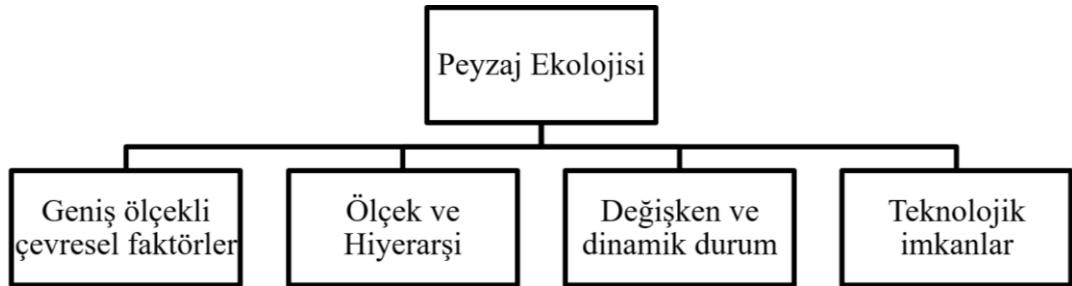 Peyzaj Ekolojisi
Geniş ölçekli
çevresel faktörler
Ölçek ve
Hiyerarşi
Değişken ve
dinamik durum
Teknolojik
imkanlar